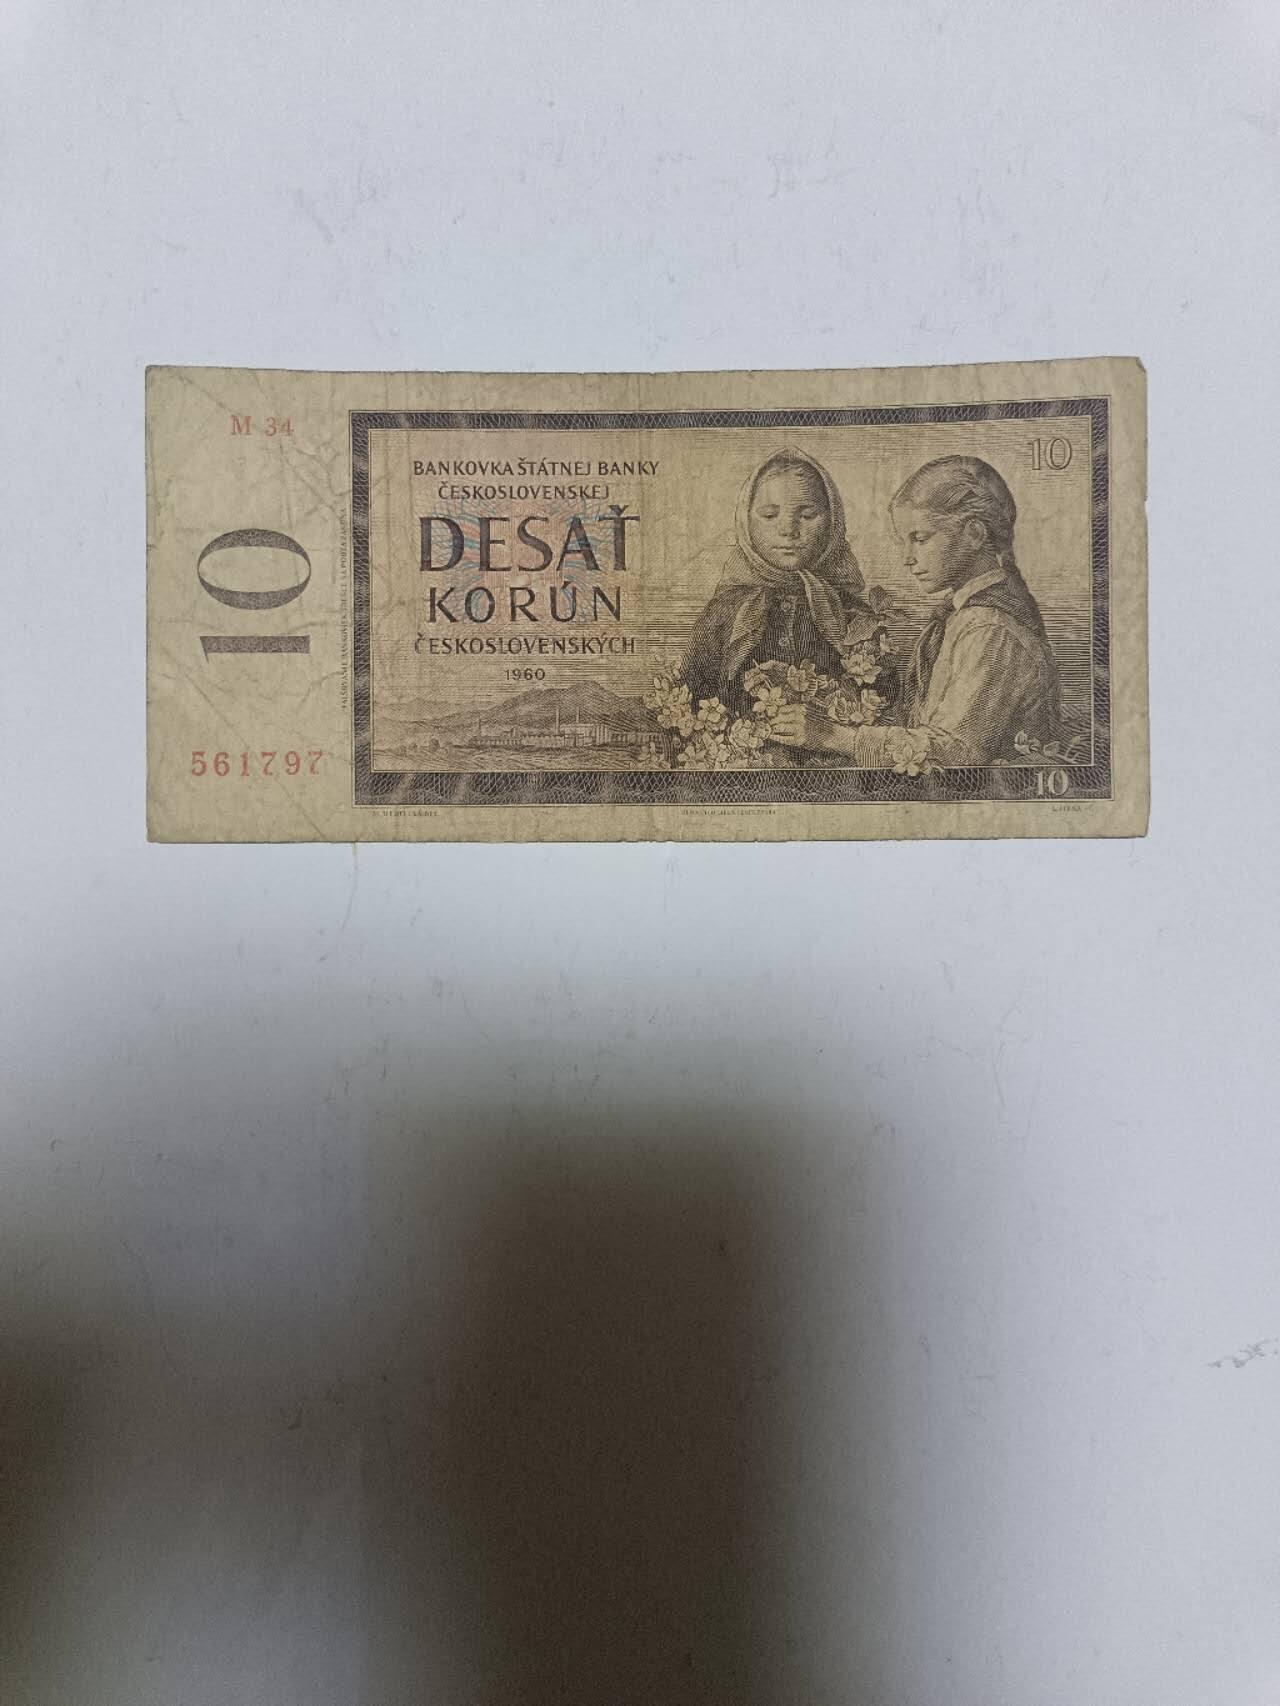 M 34
10
561797
BANKOVKA ŠTÁTNEJ BANKY
ČESKOSLOVENSKEJ
DESAŤ
KORÚN
ČESKOSLOVENSKÝCH
1960
10
10